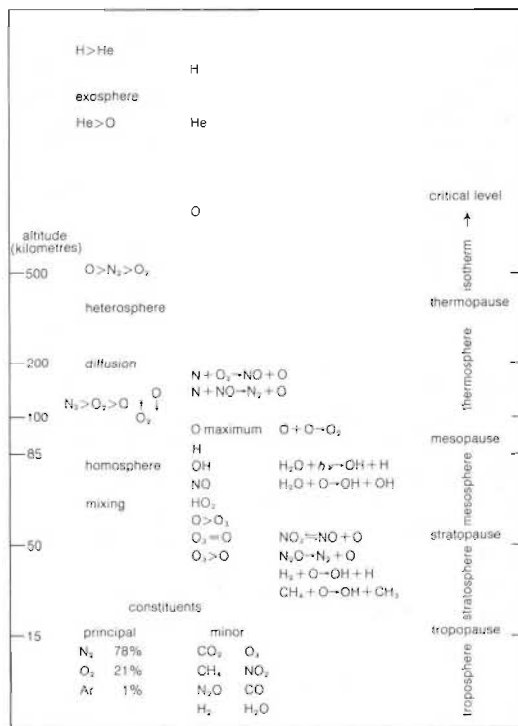 H>He
H
exosphere
He>O He
critical level
O
altitude
(kilometres)
500 O>N₂>O₂
isotherm
heterosphere thermopause
200 diffusion
N+O₂→NO+O
N+NO→N₂+O
thermosphere
N₂>O₂>O ↑ O
O₂ ↓
100
O maximum O+O→O₂
mesopause
85 H
homosphere OH H₂O+hν→OH+H
NO H₂O+O→OH+OH
mesosphere
mixing HO₂
O>O₃
O₃=O NO₂⇋NO+O stratopause
50 O₃>O N₂O→N₂+O
H₂+O→OH+H
CH₄+O→OH+CH₃
stratosphere
constituents
15 principal minor tropopause
N₂ 78% CO₂ O₃
O₂ 21% CH₄ NO₂
Ar 1% N₂O CO
H₂ H₂O
troposphere